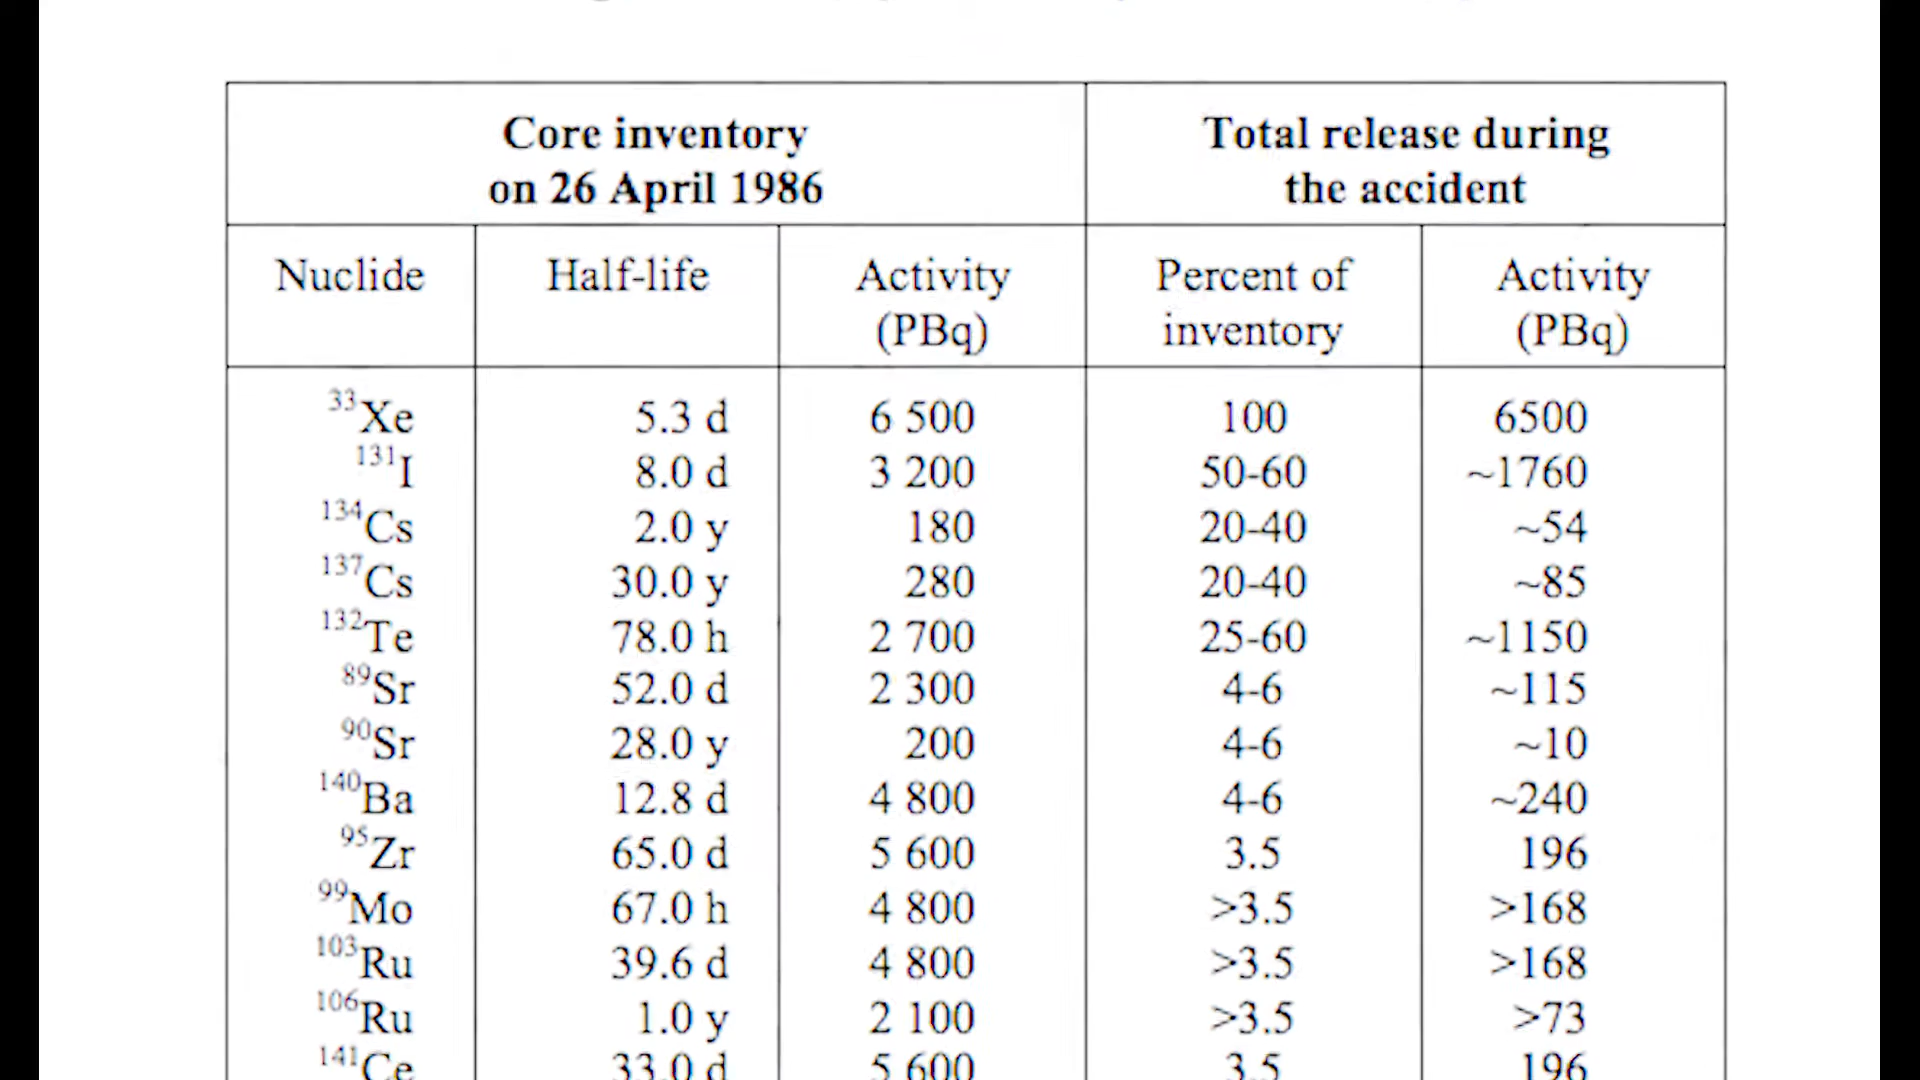 Core inventory
on 26 April 1986
Total release during
the accident
Nuclide Half-life Activity (PBq) Percent of inventory Activity (PBq)
33Xe 5.3 d 6 500 100 6500
131I 8.0 d 3 200 50-60 ~1760
134Cs 2.0 y 180 20-40 ~54
137Cs 30.0 y 280 20-40 ~85
132Te 78.0 h 2 700 25-60 ~1150
89Sr 52.0 d 2 300 4-6 ~115
90Sr 28.0 y 200 4-6 ~10
140Ba 12.8 d 4 800 4-6 ~240
95Zr 65.0 d 5 600 3.5 196
99Mo 67.0 h 4 800 >3.5 >168
103Ru 39.6 d 4 800 >3.5 >168
106Ru 1.0 y 2 100 >3.5 >73
141Ce 33.0 d 5 600 3.5 196